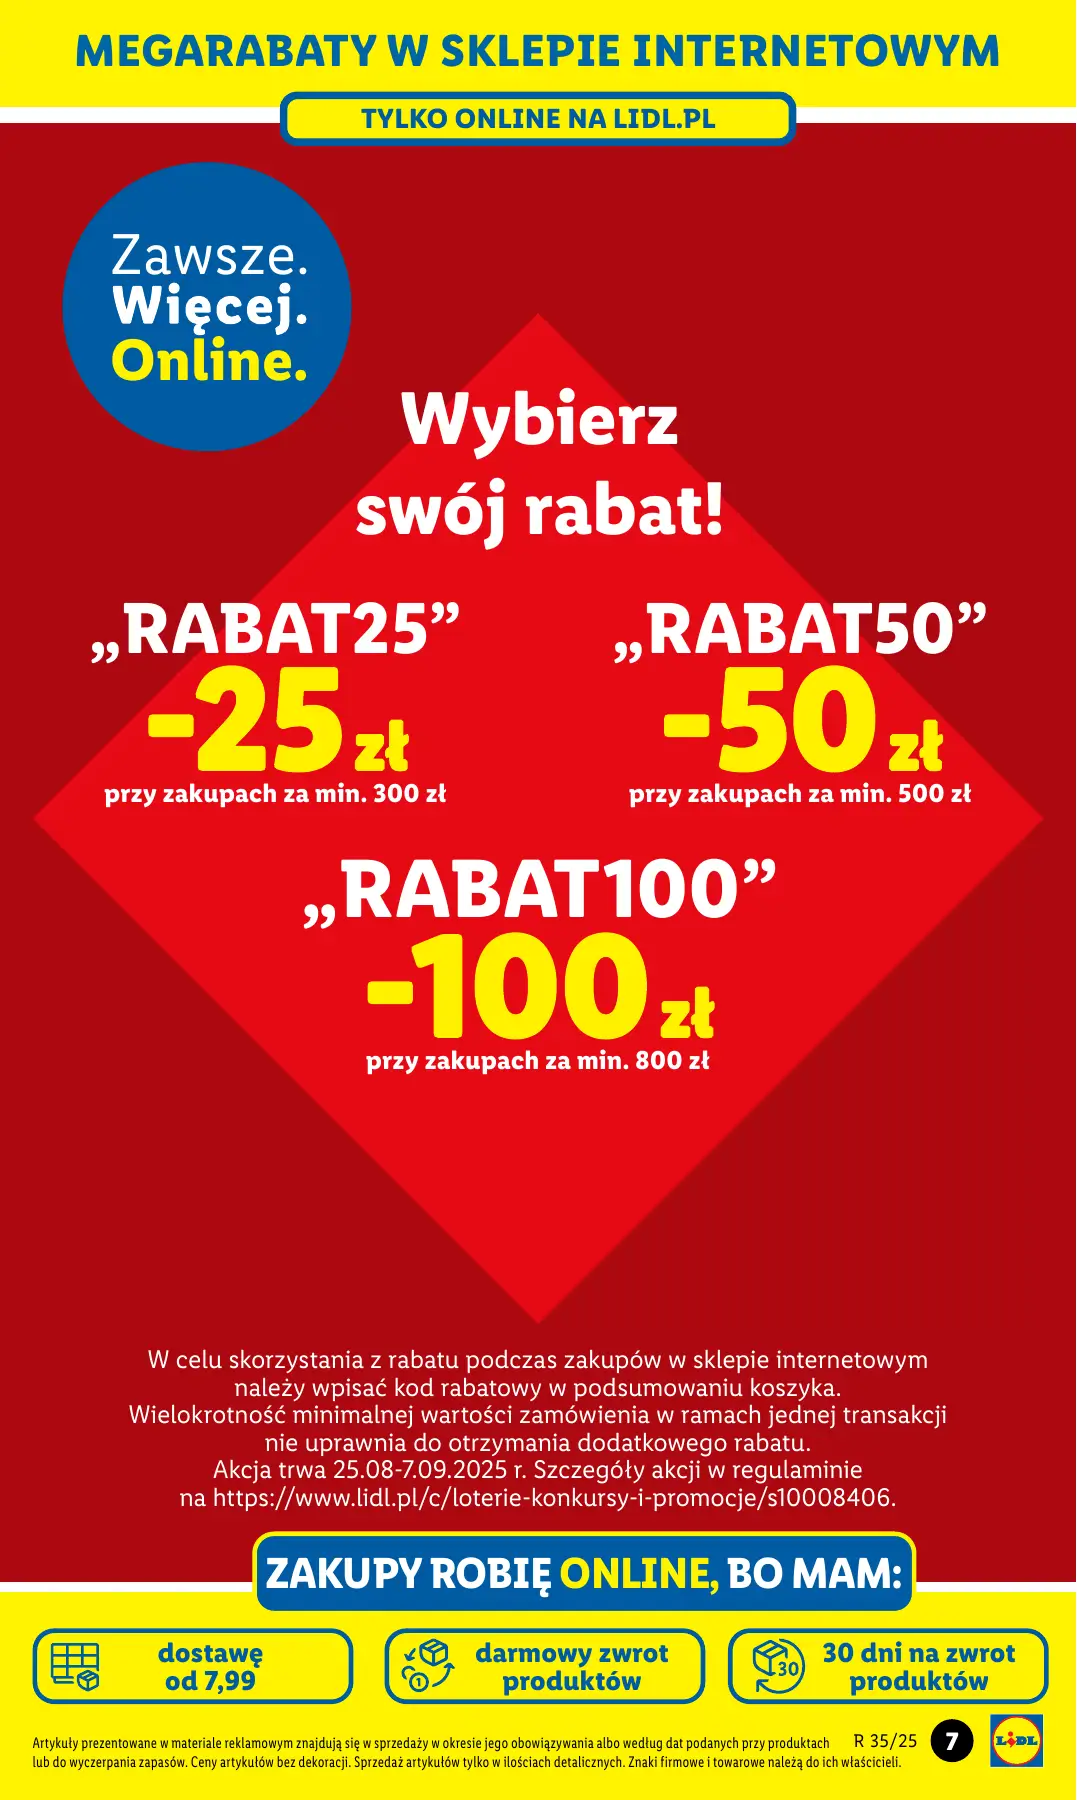 MEGARABATY W SKLEPIE INTERNETOWYM
TYLKO ONLINE NA LIDL.PL
Zawsze.
Więcej.
Online.
Wybierz
swój rabat!
„RABAT25”
-25 zł
przy zakupach za min. 300 zł
„RABAT50”
-50 zł
przy zakupach za min. 500 zł
„RABAT100”
-100 zł
przy zakupach za min. 800 zł
W celu skorzystania z rabatu podczas zakupów w sklepie internetowym
należy wpisać kod rabatowy w podsumowaniu koszyka.
Wielokrotność minimalnej wartości zamówienia w ramach jednej transakcji
nie uprawnia do otrzymania dodatkowego rabatu.
Akcja trwa 25.08-7.09.2025 r. Szczegóły akcji w regulaminie
na https://www.lidl.pl/c/loterie-konkursy-i-promocje/s10008406.
ZAKUPY ROBIĘ ONLINE, BO MAM:
dostawę
od 7,99
1
darmowy zwrot
produktów
30
30 dni na zwrot
produktów
Artykuły prezentowane w materiale reklamowym znajdują się w sprzedaży w okresie jego obowiązywania albo według dat podanych przy produktach
lub do wyczerpania zapasów. Ceny artykułów bez dekoracji. Sprzedaż artykułów tylko w ilościach detalicznych. Znaki firmowe i towarowe należą do ich właścicieli.
R 35/25
7
LIDL